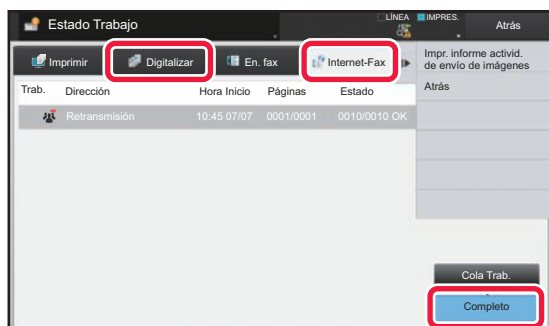 Estado Trabajo
LÍNEA
IMPRES.
Atrás
Imprimir
Digitalizar
En. fax
Internet-Fax
Impr. informe activid.
de envío de imágenes
Atrás
Trab. Dirección Hora Inicio Páginas Estado
Retransmisión 10:45 07/07 0001/0001 0010/0010 OK
Cola Trab.
Completo